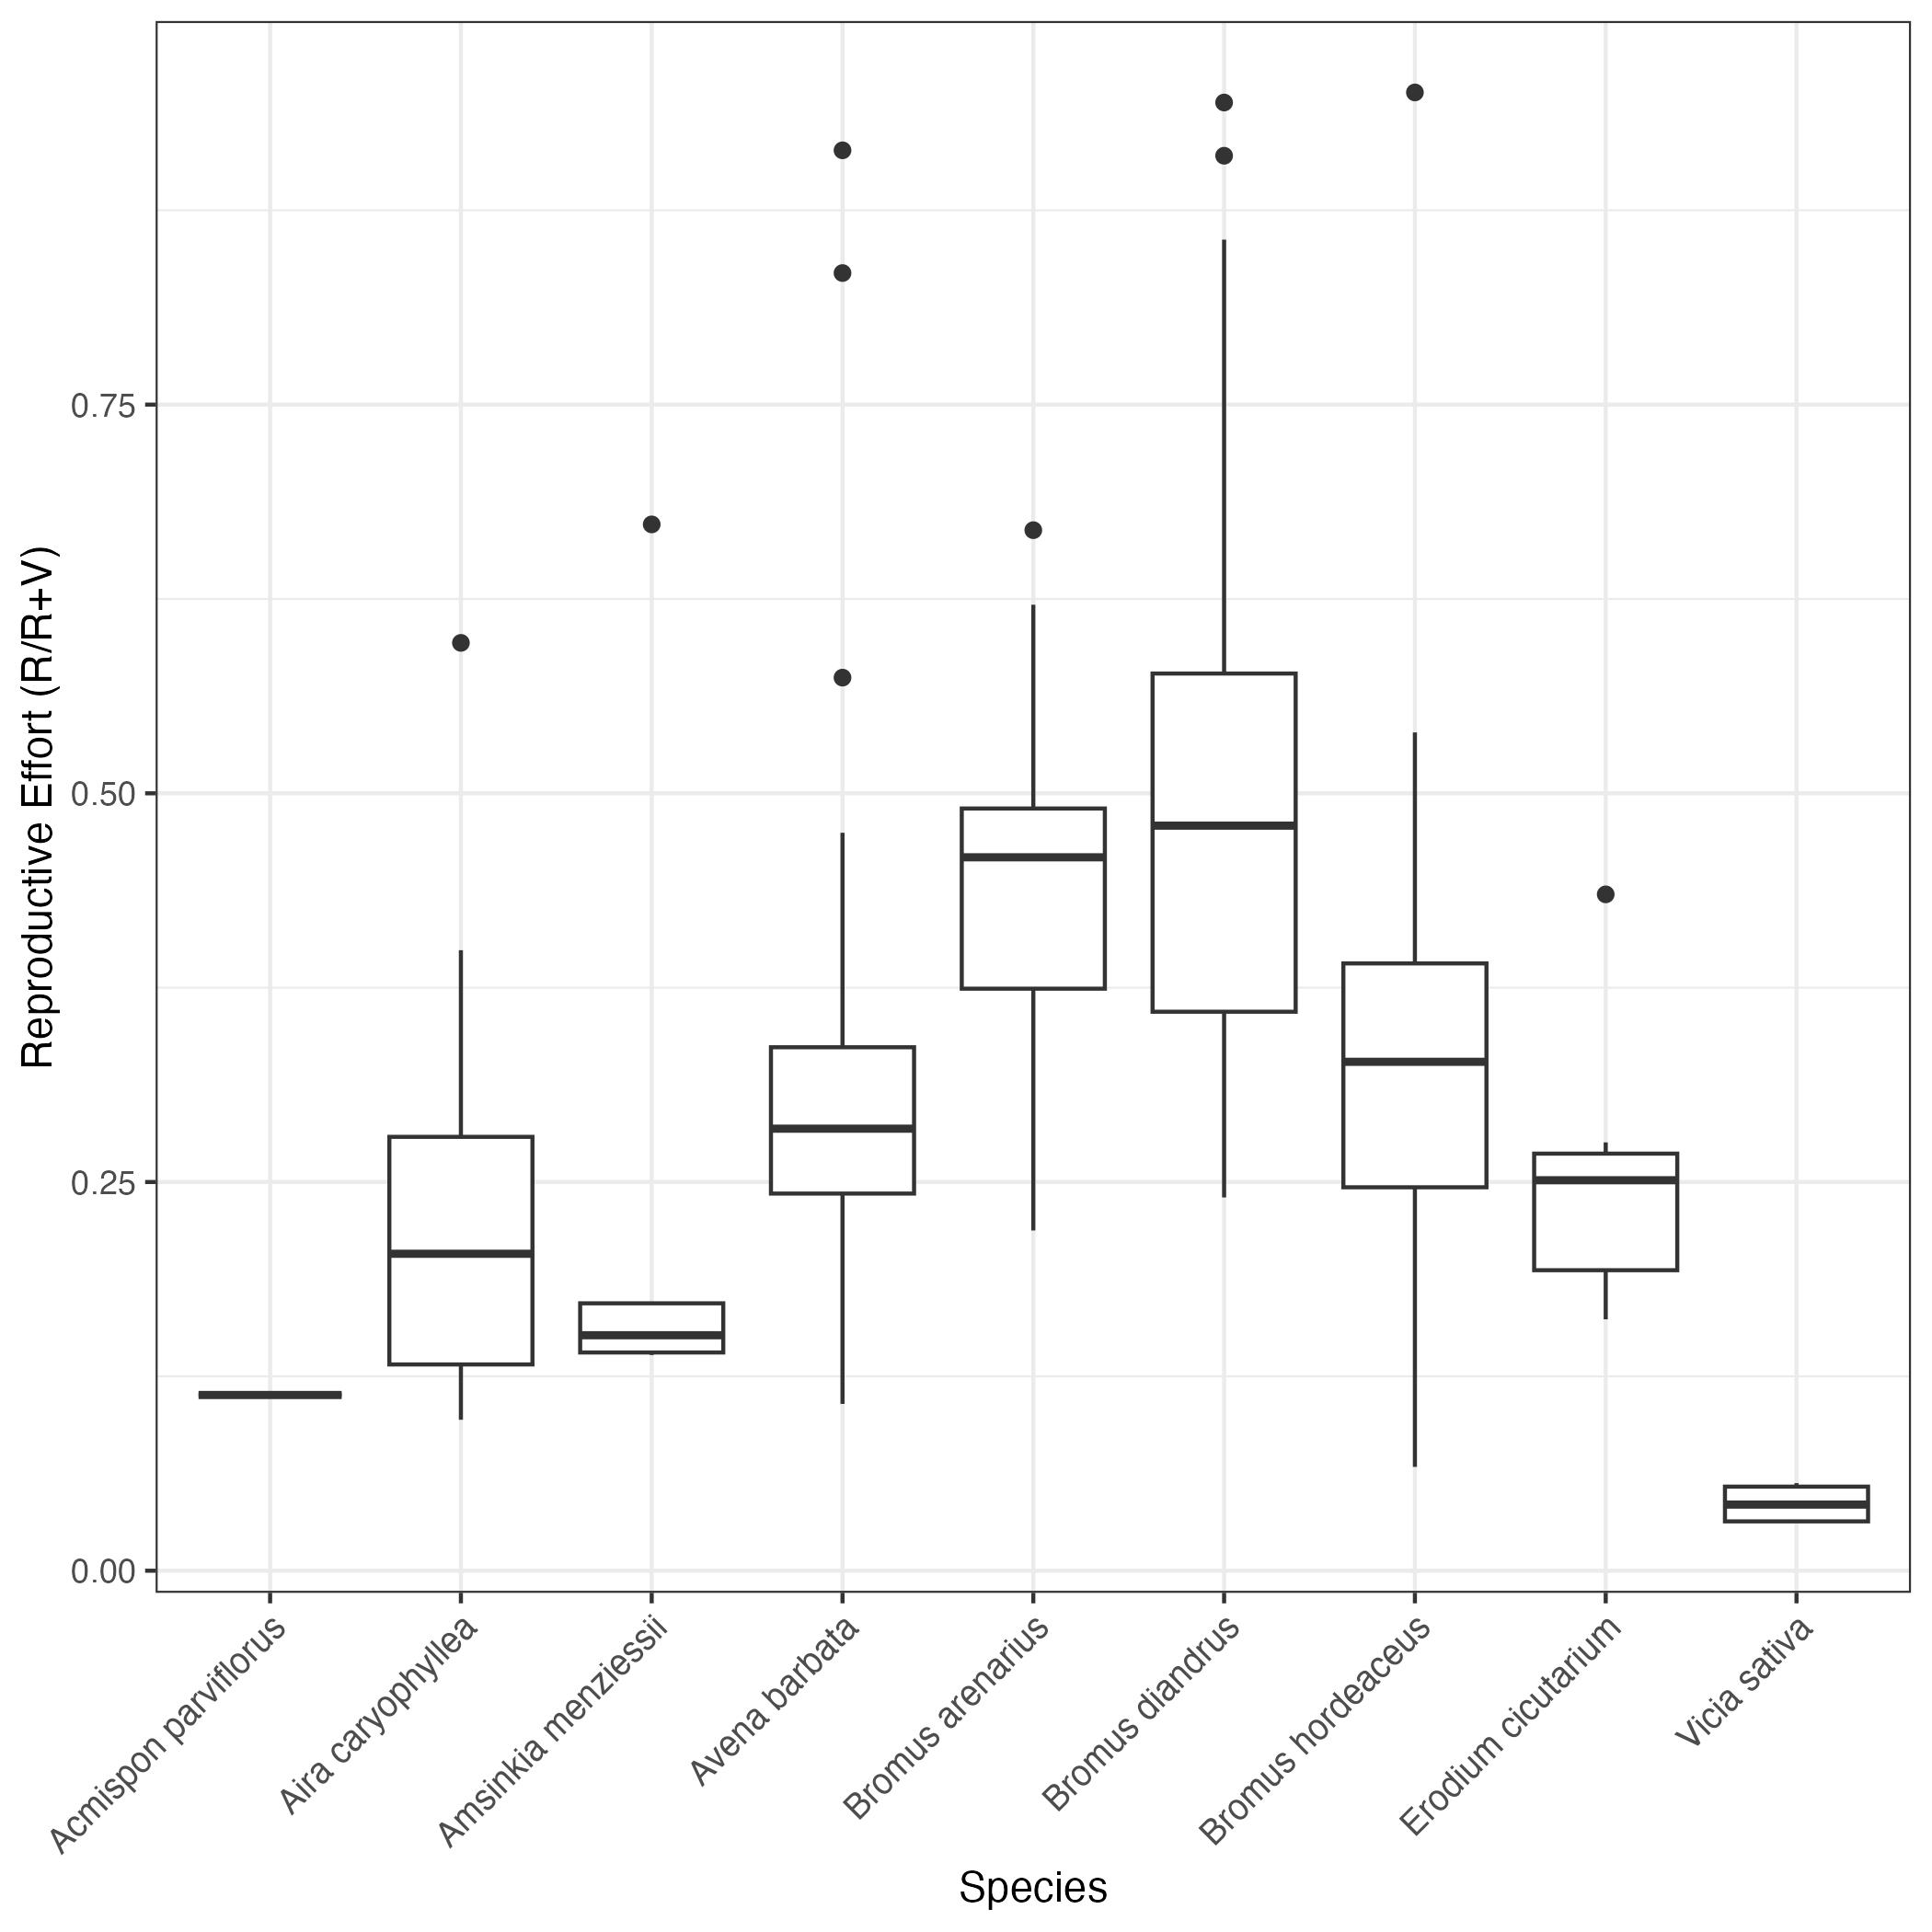 Reproductive Effort (R/R+V)
0.75
0.50
0.25
0.00
Acmispon parviflorus
Aira caryophyllea
Amsinkia menziessii
Avena barbata
Bromus arenarius
Bromus diandrus
Bromus hordeaceus
Erodium cicutarium
Vicia sativa
Species